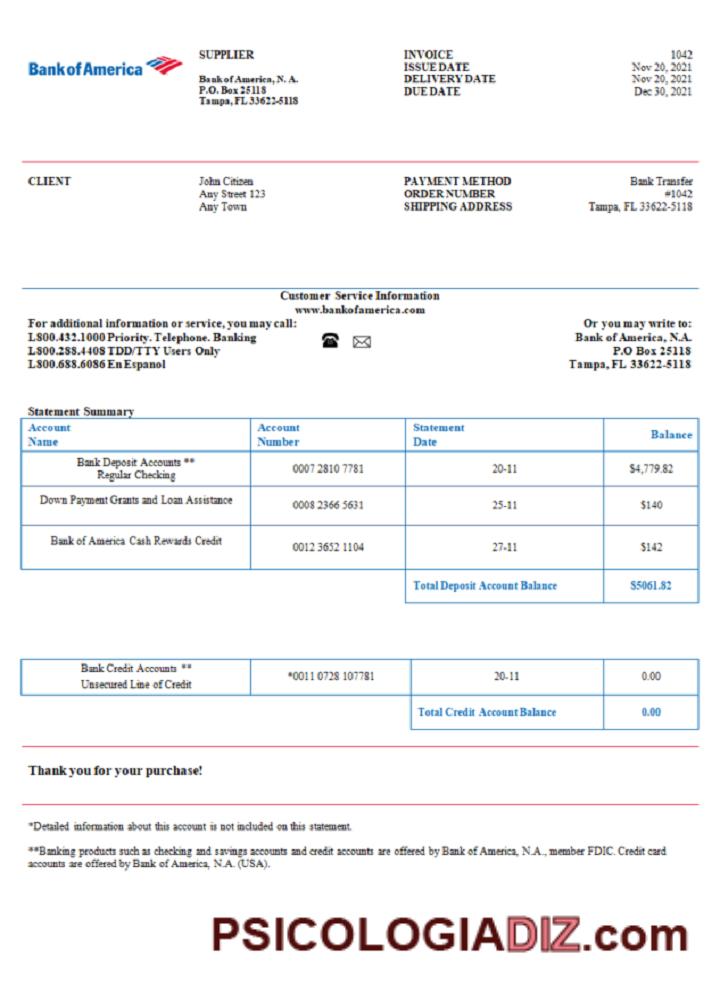 Bank of America
SUPPLIER
Bank of America, N. A.
P.O. Box 25118
Tampa, FL 33622-5118
INVOICE 1042
ISSUE DATE Nov 20, 2021
DELIVERY DATE Nov 20, 2021
DUE DATE Dec 30, 2021
CLIENT
John Citizen
Any Street 123
Any Town
PAYMENT METHOD Bank Transfer
ORDER NUMBER #1042
SHIPPING ADDRESS Tampa, FL 33622-5118
Customer Service Information
www.bankofamerica.com
For additional information or service, you may call:
L800.432.1000 Priority. Telephone. Banking
L800.288.4408 TDD/TTY Users Only
L800.688.6086 En Espanol
Or you may write to:
Bank of America, N.A.
P.O Box 25118
Tampa, FL 33622-5118
Statement Summary
Account Name Account Number Statement Date Balance
Bank Deposit Accounts **
Regular Checking 0007 2810 7781 20-11 $4,779.82
Down Payment Grants and Loan Assistance 0008 2366 5631 25-11 $140
Bank of America Cash Rewards Credit 0012 3652 1104 27-11 $142
Total Deposit Account Balance $5061.82
Bank Credit Accounts **
Unsecured Line of Credit *0011 0728 107781 20-11 0.00
Total Credit Account Balance 0.00
Thank you for your purchase!
*Detailed information about this account is not included on this statement.
**Banking products such as checking and savings accounts and credit accounts are offered by Bank of America, N.A., member FDIC. Credit card
accounts are offered by Bank of America, N.A. (USA).
PSICOLOGIADIZ.com